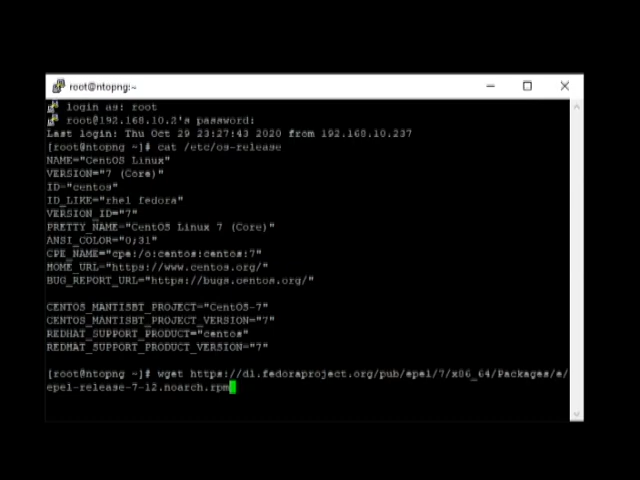 root@ntopng:~
login as: root
root@192.168.10.2's password:
Last login: Thu Oct 29 23:27:43 2020 from 192.168.10.237
[root@ntopng ~]# cat /etc/os-release
NAME="CentOS Linux"
VERSION="7 (Core)"
ID="centos"
ID_LIKE="rhel fedora"
VERSION_ID="7"
PRETTY_NAME="CentOS Linux 7 (Core)"
ANSI_COLOR="0;31"
CPE_NAME="cpe:/o:centos:centos:7"
HOME_URL="https://www.centos.org/"
BUG_REPORT_URL="https://bugs.centos.org/"
CENTOS_MANTISBT_PROJECT="CentOS-7"
CENTOS_MANTISBT_PROJECT_VERSION="7"
REDHAT_SUPPORT_PRODUCT="centos"
REDHAT_SUPPORT_PRODUCT_VERSION="7"
[root@ntopng ~]# wget https://dl.fedoraproject.org/pub/epel/7/x86_64/Packages/e/
epel-release-7-12.noarch.rpm